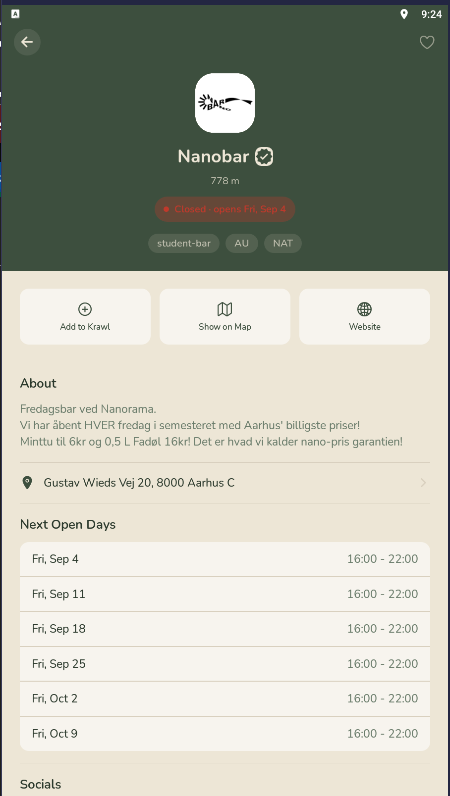 9:24
BAR
Nanobar
778 m
Closed · opens Fri, Sep 4
student-bar
AU
NAT
Add to Krawl
Show on Map
Website
About
Fredagsbar ved Nanorama.
Vi har åbent HVER fredag i semesteret med Aarhus' billigste priser!
Minttu til 6kr og 0,5 L Fadøl 16kr! Det er hvad vi kalder nano-pris garantien!
Gustav Wieds Vej 20, 8000 Aarhus C
Next Open Days
Fri, Sep 4 16:00 - 22:00
Fri, Sep 11 16:00 - 22:00
Fri, Sep 18 16:00 - 22:00
Fri, Sep 25 16:00 - 22:00
Fri, Oct 2 16:00 - 22:00
Fri, Oct 9 16:00 - 22:00
Socials